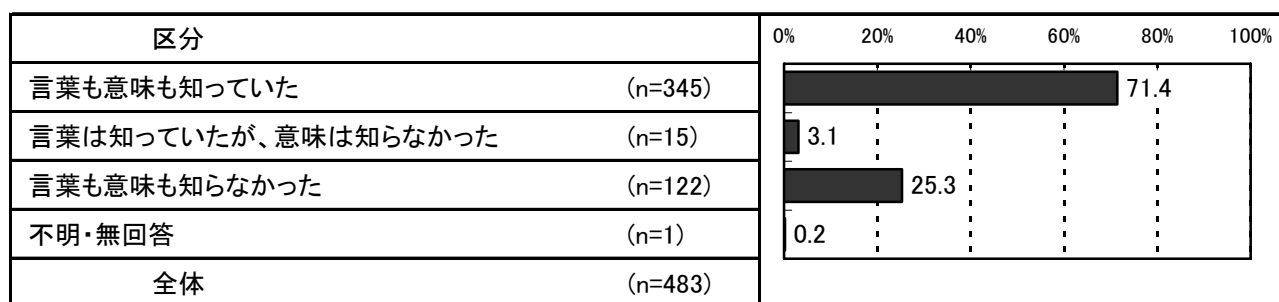 区分 0% 20% 40% 60% 80% 100%
言葉も意味も知っていた (n=345) 71.4
言葉は知っていたが、意味は知らなかった (n=15) 3.1
言葉も意味も知らなかった (n=122) 25.3
不明・無回答 (n=1) 0.2
全体 (n=483)